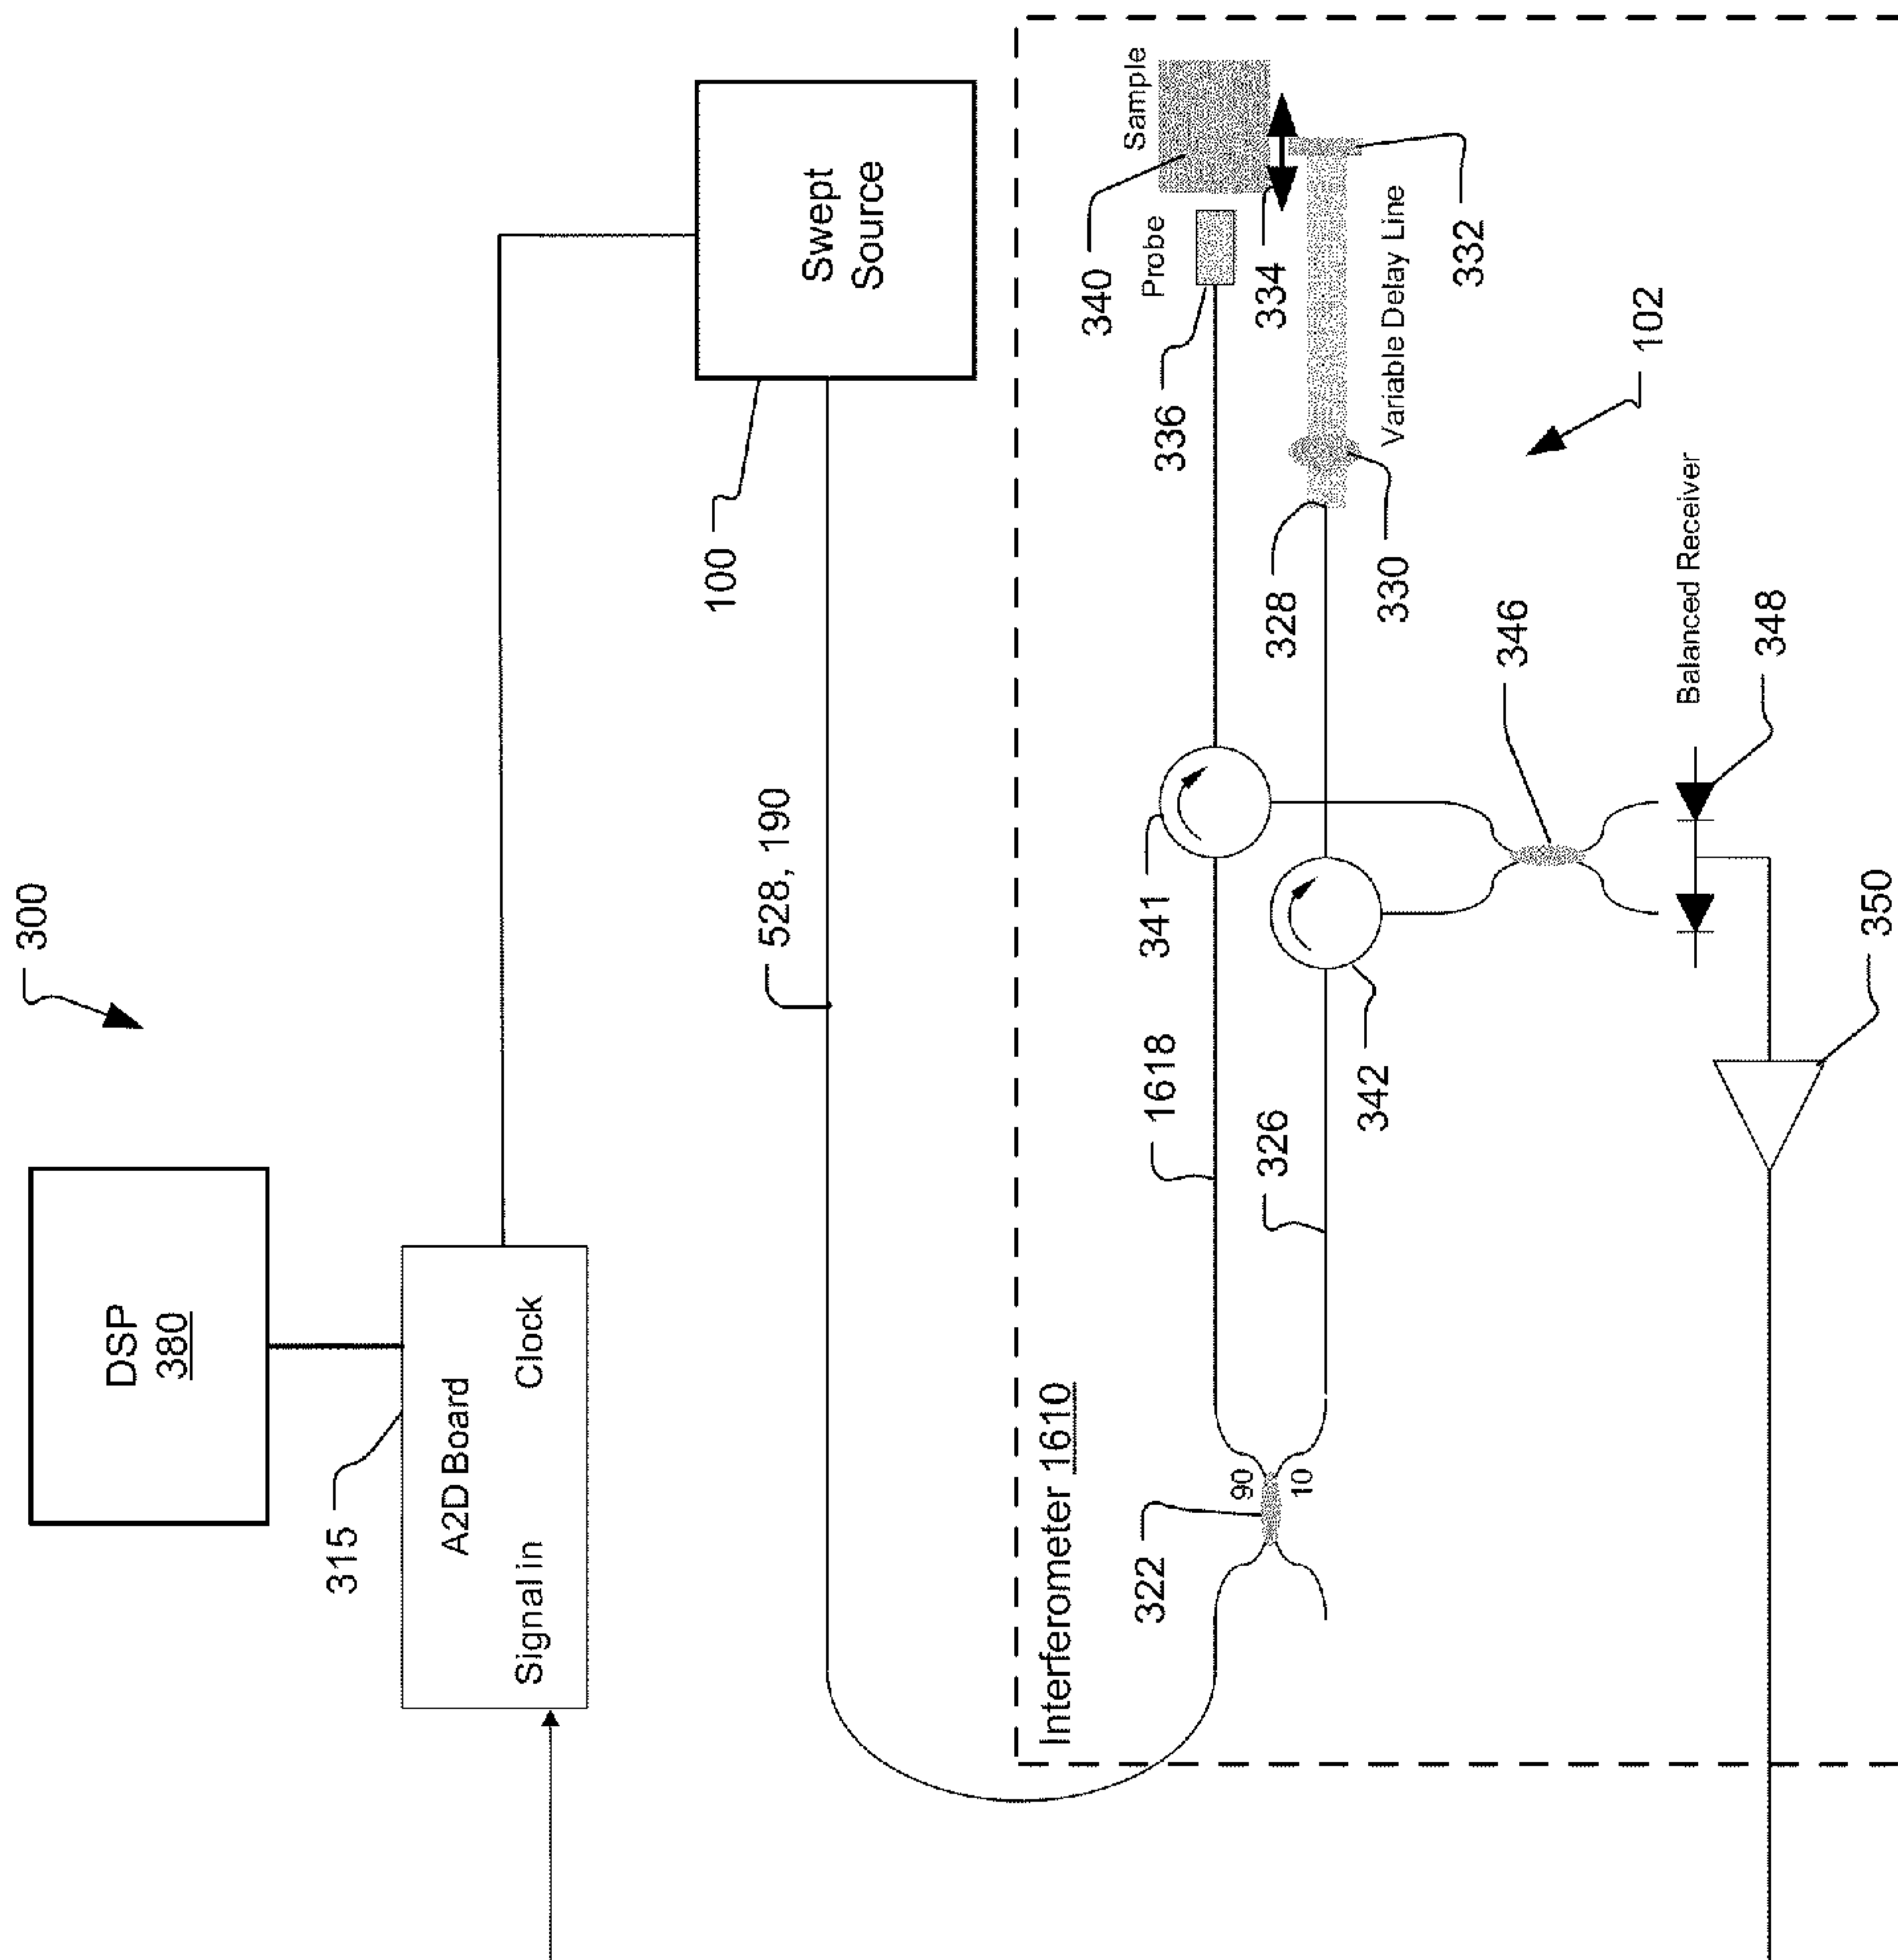 300
DSP
380
315
A2D Board
Signal in
Clock
Swept
Source
100
528, 190
Interferometer 1610
322
90
10
1618
326
341
342
336
Probe
340
Sample
334
328
330
Variable Delay Line
332
102
346
Balanced Receiver
348
350